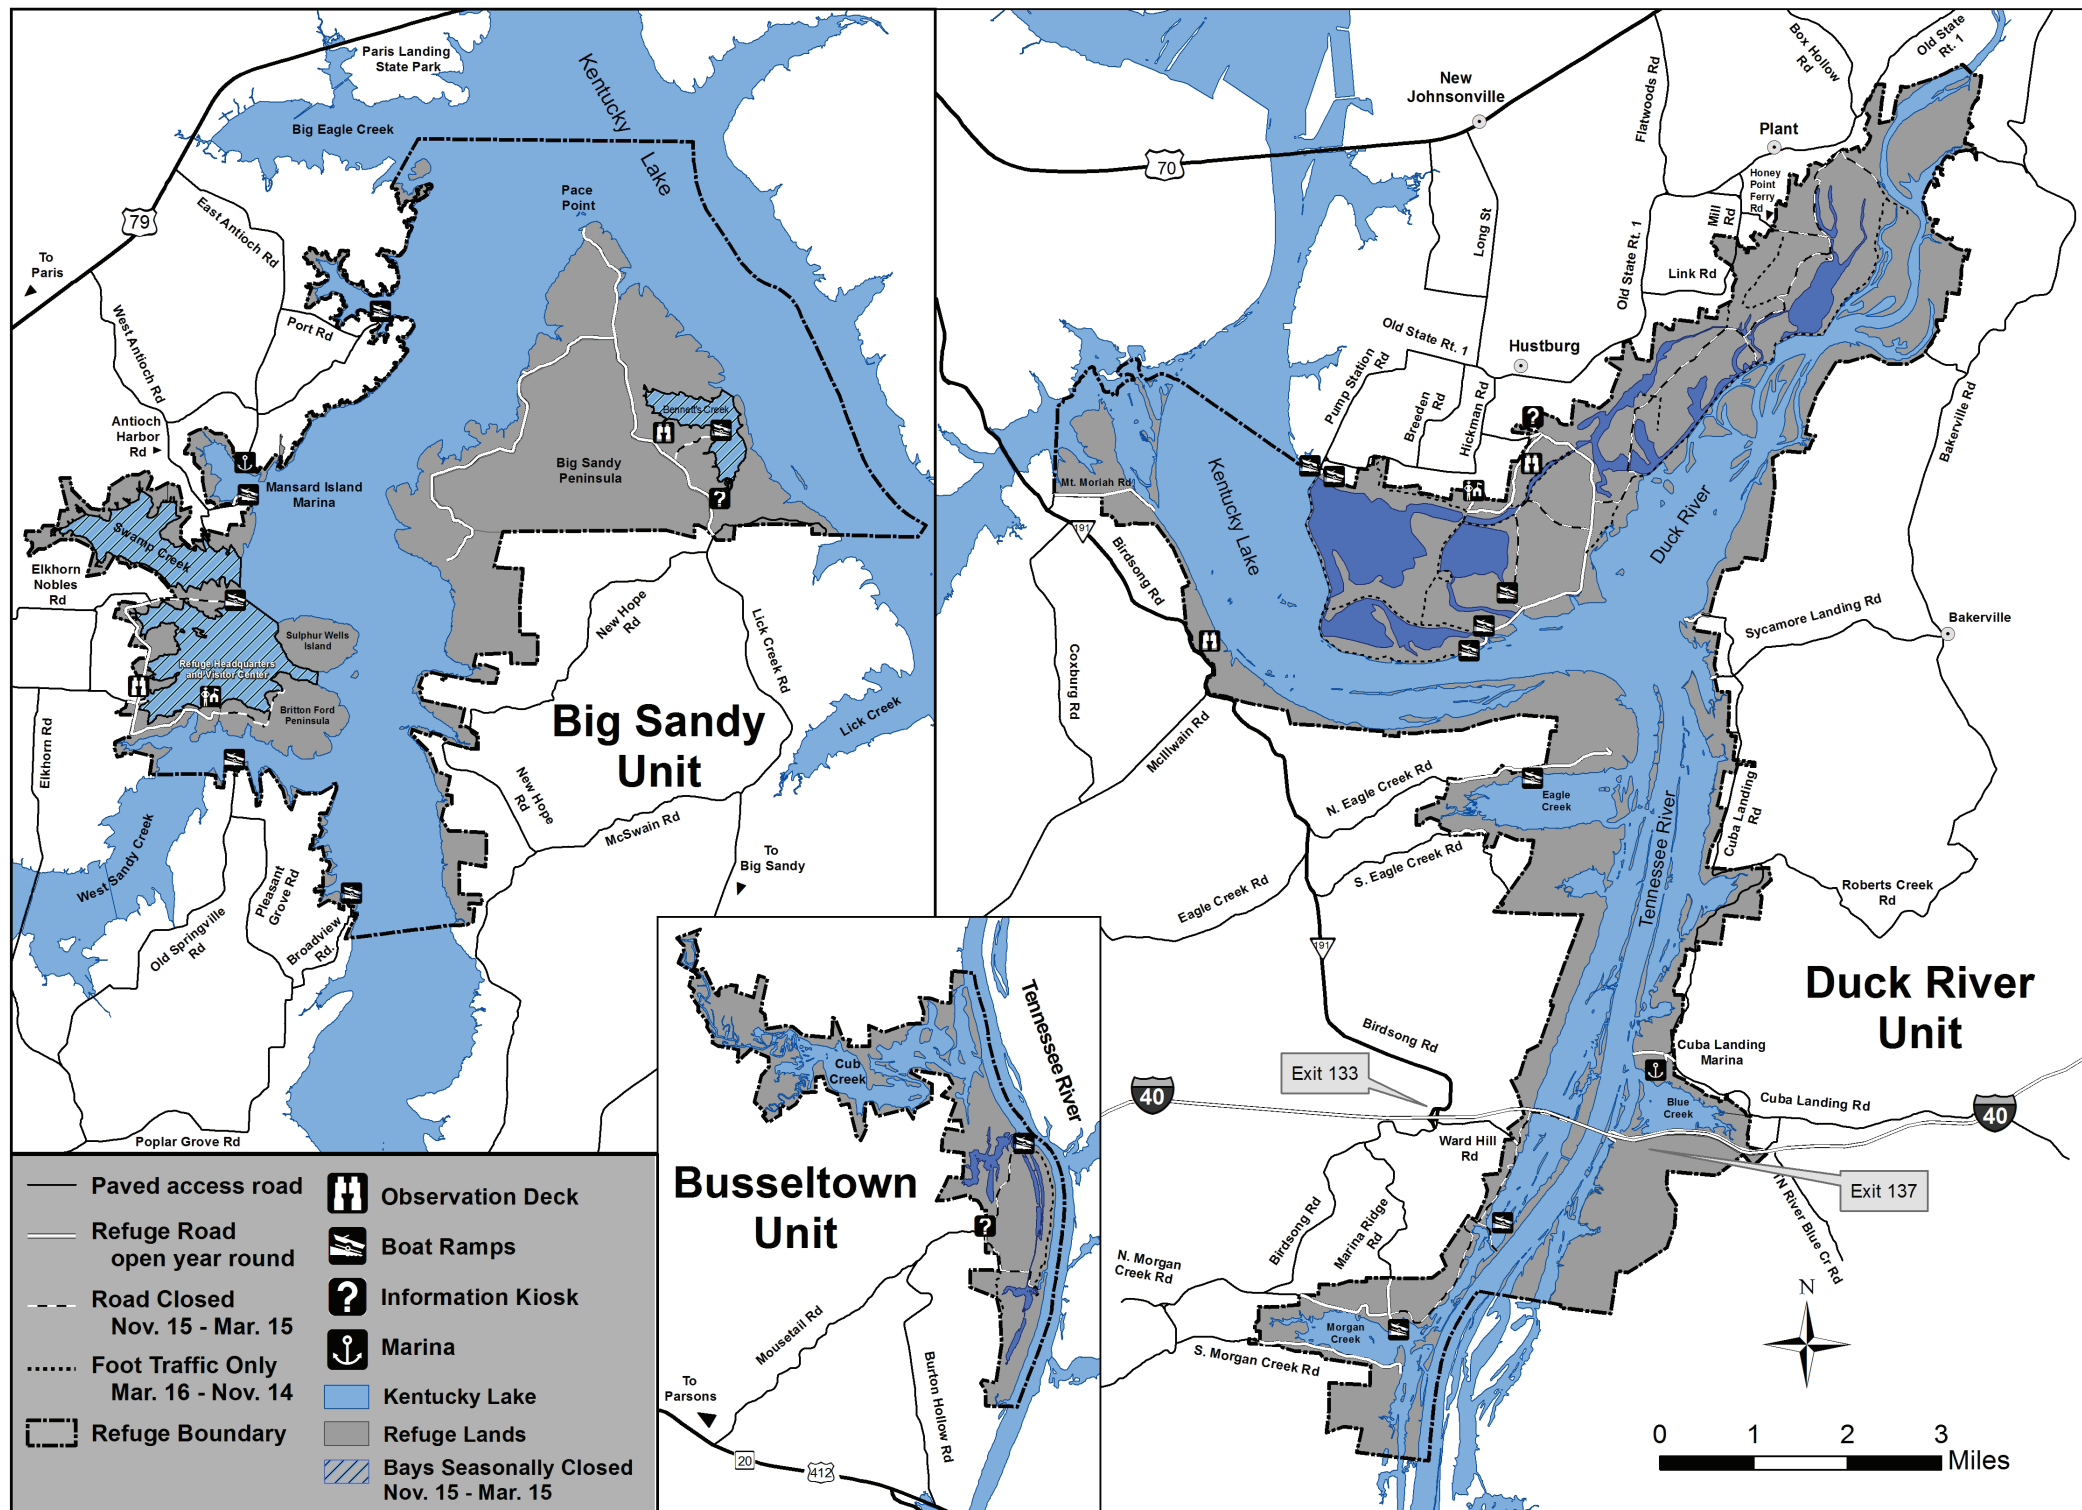 Paris Landing
State Park
Kentucky
Lake
Big Eagle Creek
79
To
Paris
East Antioch Rd
West Antioch Rd
Port Rd
Pace
Point
Antioch
Harbor
Rd
Mansard Island
Marina
Bennett's Creek
Big Sandy
Peninsula
Swamp Creek
Elkhorn
Nobles
Rd
Sulphur Wells
Island
Refuge Headquarters
and Visitor Center
Britton Ford
Peninsula
Elkhorn Rd
West Sandy Creek
Old Springville
Rd
Pleasant
Grove Rd
Broadview
Rd.
Poplar Grove Rd
New Hope
Rd
Lick Creek Rd
Lick Creek
Big Sandy
Unit
New Hope
Rd
McSwain Rd
To
Big Sandy
New
Johnsonville
70
Flatwoods Rd
Box Hollow
Rd
Old State
Rt. 1
Plant
Honey
Point
Ferry
Rd
Mill
Rd
Link Rd
Long St
Old State Rt. 1
Old State Rt. 1
Hustburg
Pump Station
Rd
Breeden
Rd
Hickman Rd
?
Bakerville Rd
Mt. Moriah Rd
191
Birdsong Rd
Kentucky Lake
Duck River
Coxburg Rd
McIllwain Rd
Sycamore Landing Rd
Bakerville
N. Eagle Creek Rd
Eagle
Creek
S. Eagle Creek Rd
Eagle Creek Rd
Tennessee River
Cuba Landing
Rd
Roberts Creek
Rd
191
Duck River
Unit
Birdsong Rd
Exit 133
40
Cuba Landing
Marina
Blue
Creek
Cuba Landing Rd
40
Ward Hill
Rd
Exit 137
N River Blue Cr Rd
Birdsong Rd
Marina Ridge
Rd
N. Morgan
Creek Rd
Morgan
Creek
S. Morgan Creek Rd
N
0 1 2 3
Miles
Tennessee River
Cub
Creek
Busseltown
Unit
?
Mousetail Rd
Burton Hollow Rd
To
Parsons
20
412
?
Paved access road
Refuge Road
open year round
Road Closed
Nov. 15 - Mar. 15
Foot Traffic Only
Mar. 16 - Nov. 14
Refuge Boundary
Observation Deck
Boat Ramps
? Information Kiosk
Marina
Kentucky Lake
Refuge Lands
Bays Seasonally Closed
Nov. 15 - Mar. 15